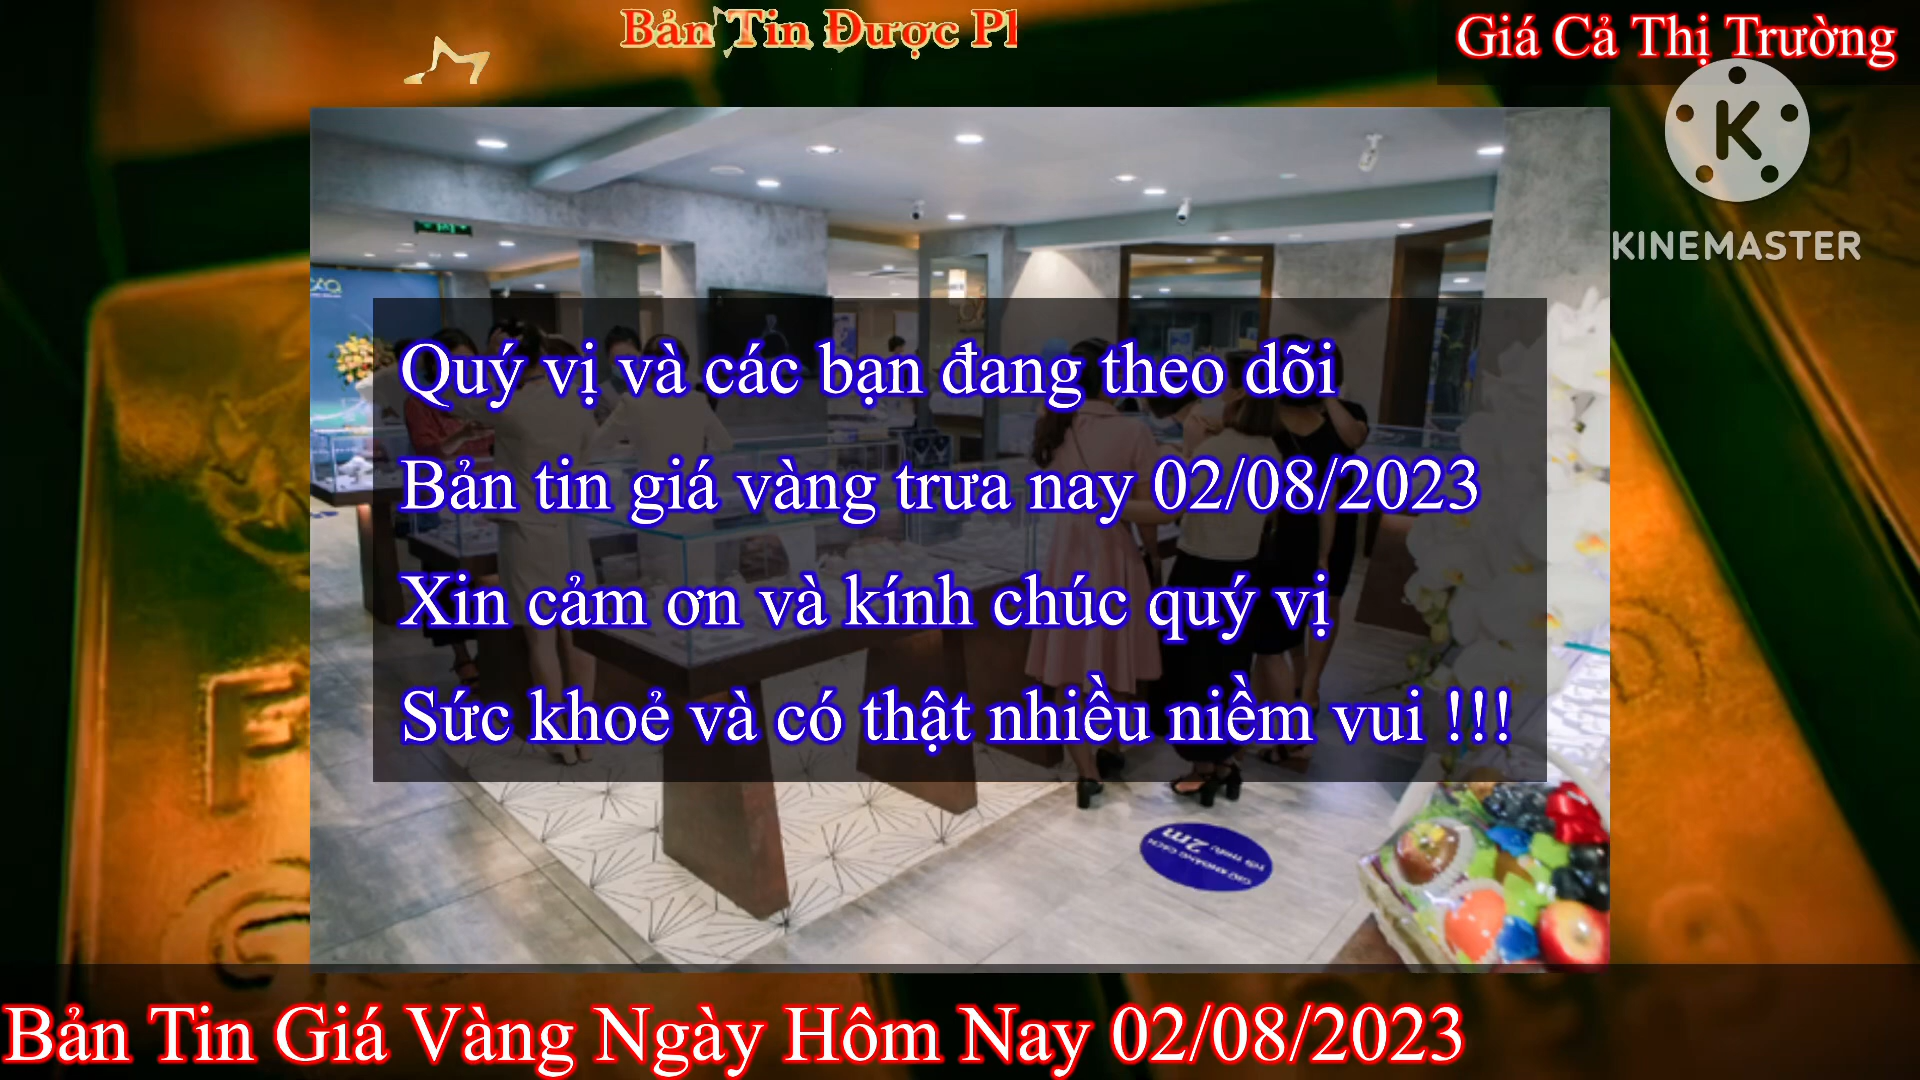 Bản Tin Được
Giá Cả Thị Trường
K
KINEMASTER
Quý vị và các bạn đang theo dõi
Bản tin giá vàng trưa nay 02/08/2023
Xin cảm ơn và kính chúc quý vị
Sức khoẻ và có thật nhiều niềm vui !!!
2m
Bản Tin Giá Vàng Ngày Hôm Nay 02/08/2023